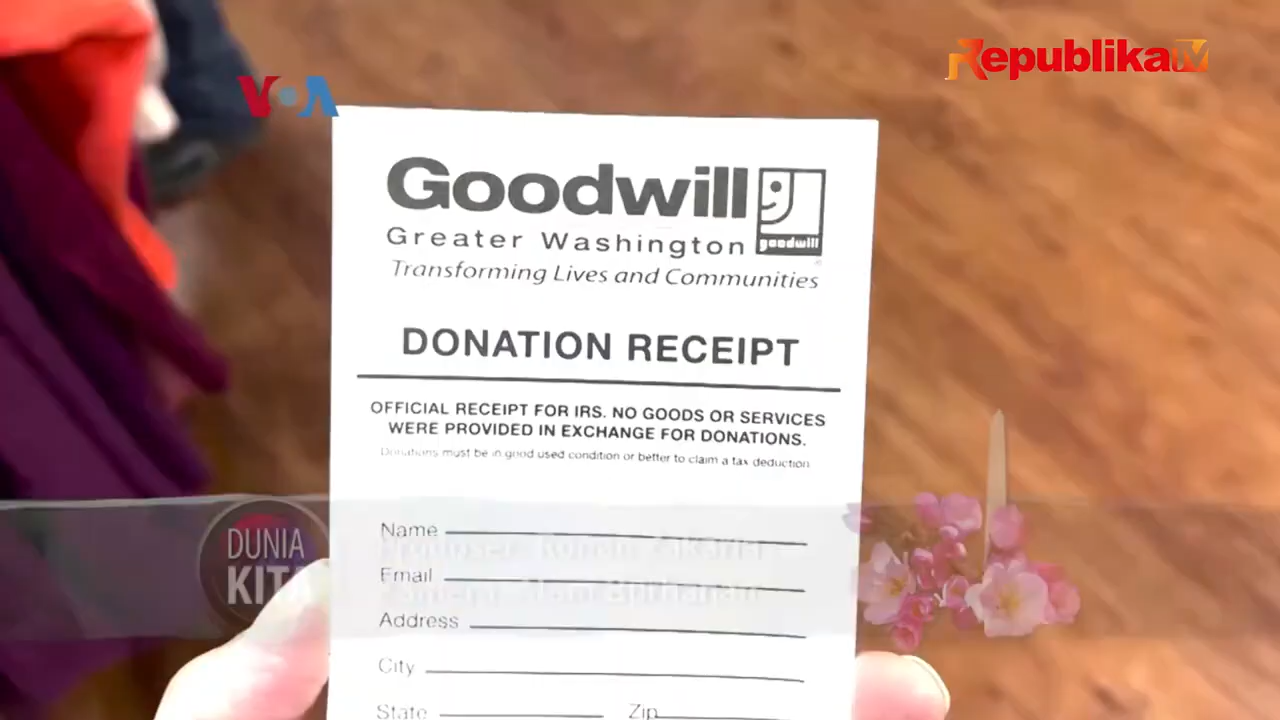 Republika TV
VOA
Goodwill
Greater Washington
goodwill
Transforming Lives and Communities
DONATION RECEIPT
OFFICIAL RECEIPT FOR IRS. NO GOODS OR SERVICES
WERE PROVIDED IN EXCHANGE FOR DONATIONS.
Donations must be in good used condition or better to claim a tax deduction
DUNIA
KITA
Name
Email
Address
City
State Zip